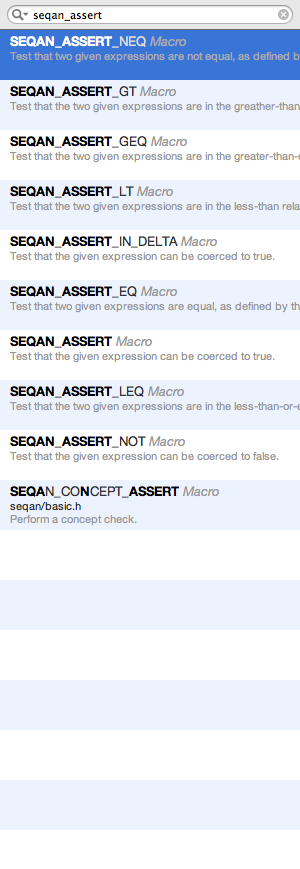 seqan_assert
SEQAN_ASSERT_NEQ Macro
Test that two given expressions are not equal, as defined b
SEQAN_ASSERT_GT Macro
Test that the two given expressions are in the greather-than
SEQAN_ASSERT_GEQ Macro
Test that the two given expressions are in the greater-than-
SEQAN_ASSERT_LT Macro
Test that the two given expressions are in the less-than rela
SEQAN_ASSERT_IN_DELTA Macro
Test that the given expression can be coerced to true.
SEQAN_ASSERT_EQ Macro
Test that two given expressions are equal, as defined by th
SEQAN_ASSERT Macro
Test that the given expression can be coerced to true.
SEQAN_ASSERT_LEQ Macro
Test that the two given expressions are in the less-than-or-e
SEQAN_ASSERT_NOT Macro
Test that the given expression can be coerced to false.
SEQAN_CONCEPT_ASSERT Macro
seqan/basic.h
Perform a concept check.